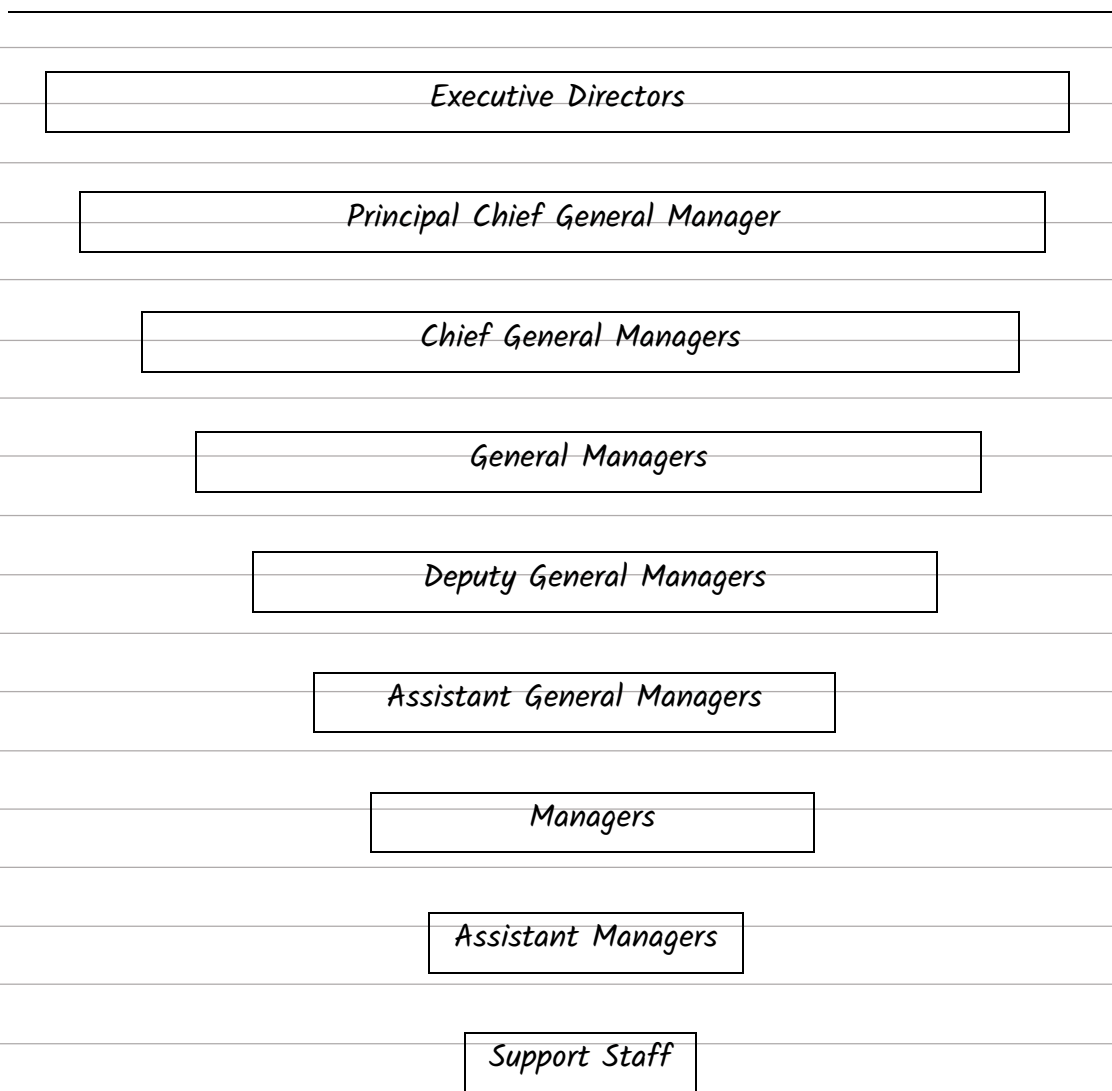 Executive Directors
Principal Chief General Manager
Chief General Managers
General Managers
Deputy General Managers
Assistant General Managers
Managers
Assistant Managers
Support Staff